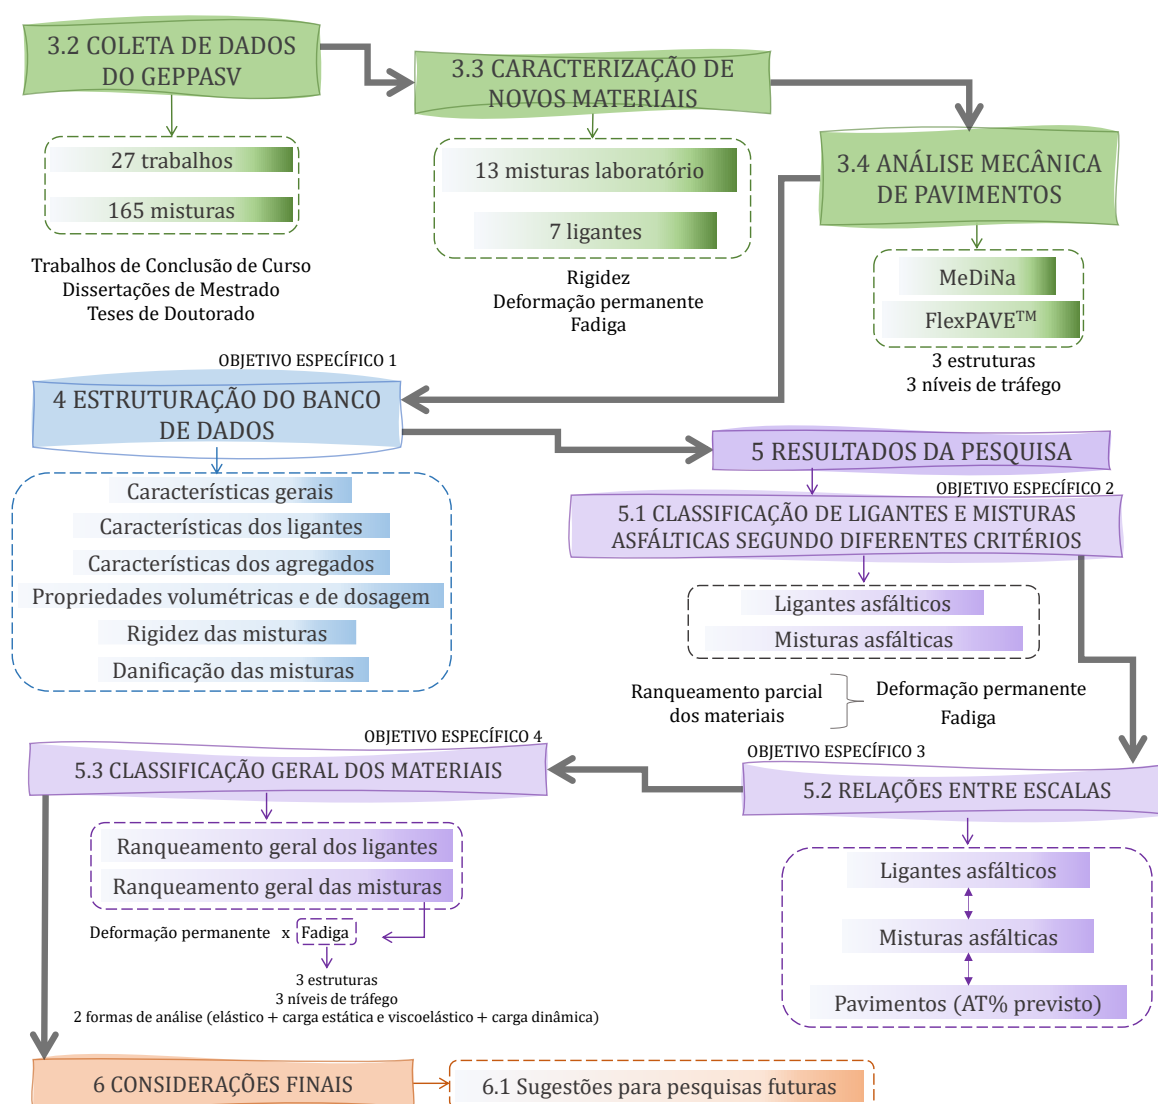 3.2 COLETA DE DADOS
DO GEPPASV
27 trabalhos
165 misturas
Trabalhos de Conclusão de Curso
Dissertações de Mestrado
Teses de Doutorado
3.3 CARACTERIZAÇÃO DE
NOVOS MATERIAIS
13 misturas laboratório
7 ligantes
Rigidez
Deformação permanente
Fadiga
3.4 ANÁLISE MECÂNICA
DE PAVIMENTOS
MeDiNa
FlexPAVE™
3 estruturas
3 níveis de tráfego
OBJETIVO ESPECÍFICO 1
4 ESTRUTURAÇÃO DO BANCO
DE DADOS
Características gerais
Características dos ligantes
Características dos agregados
Propriedades volumétricas e de dosagem
Rigidez das misturas
Danificação das misturas
5 RESULTADOS DA PESQUISA
OBJETIVO ESPECÍFICO 2
5.1 CLASSIFICAÇÃO DE LIGANTES E MISTURAS
ASFÁLTICAS SEGUNDO DIFERENTES CRITÉRIOS
Ligantes asfálticos
Misturas asfálticas
Ranqueamento parcial
dos materiais
Deformação permanente
Fadiga
OBJETIVO ESPECÍFICO 3
5.2 RELAÇÕES ENTRE ESCALAS
Ligantes asfálticos
Misturas asfálticas
Pavimentos (AT% previsto)
OBJETIVO ESPECÍFICO 4
5.3 CLASSIFICAÇÃO GERAL DOS MATERIAIS
Ranqueamento geral dos ligantes
Ranqueamento geral das misturas
Deformação permanente x Fadiga
3 estruturas
3 níveis de tráfego
2 formas de análise (elástico + carga estática e viscoelástico + carga dinâmica)
6 CONSIDERAÇÕES FINAIS
6.1 Sugestões para pesquisas futuras